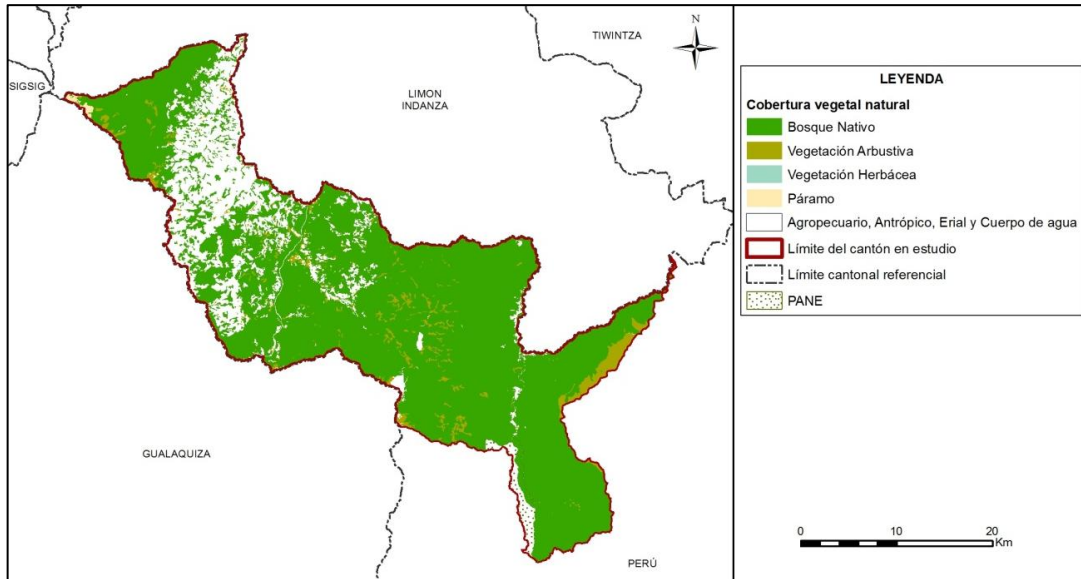 TIWINTZA
N
SIGSIG
LIMON
INDANZA
GUALAQUIZA
PERÚ
LEYENDA
Cobertura vegetal natural
Bosque Nativo
Vegetación Arbustiva
Vegetación Herbácea
Páramo
Agropecuario, Antrópico, Erial y Cuerpo de agua
Límite del cantón en estudio
Límite cantonal referencial
PANE
0 10 20
Km